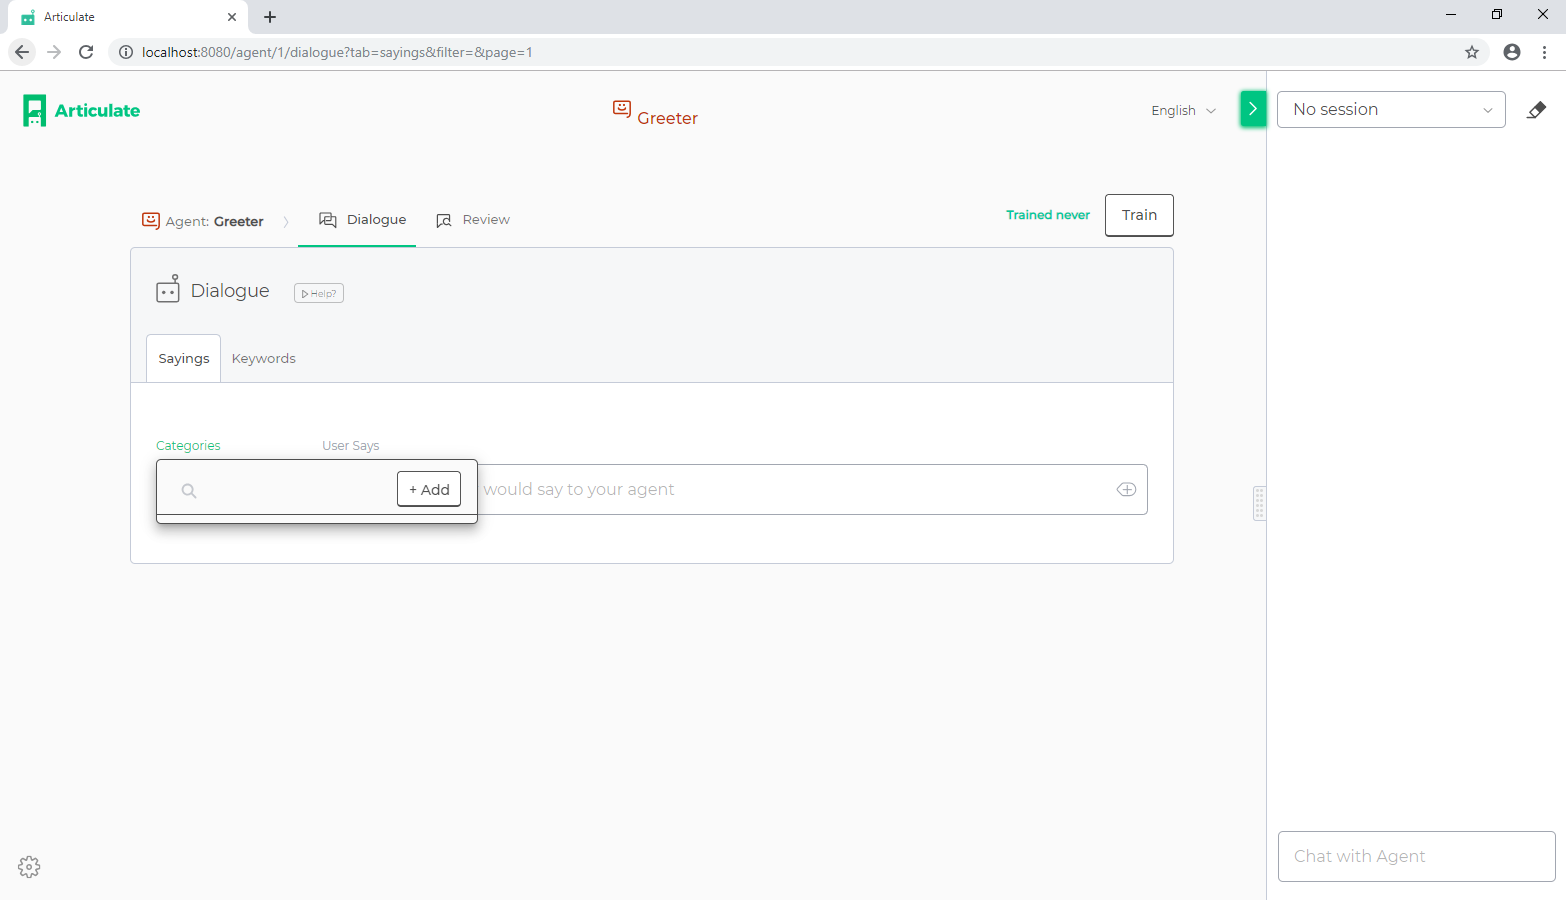 Articulate
localhost:8080/agent/1/dialogue?tab=sayings&filter=&page=1
Articulate
Greeter
English
No session
Agent: Greeter
Dialogue
Review
Trained never
Train
Dialogue
Help?
Sayings
Keywords
Categories
User Says
+ Add
would say to your agent
Chat with Agent